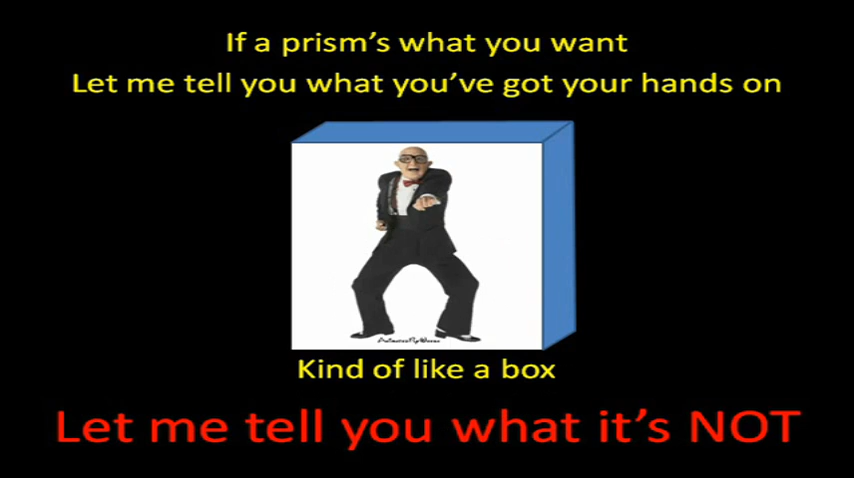 If a prism's what you want
Let me tell you what you've got your hands on
Kind of like a box
Let me tell you what it's NOT